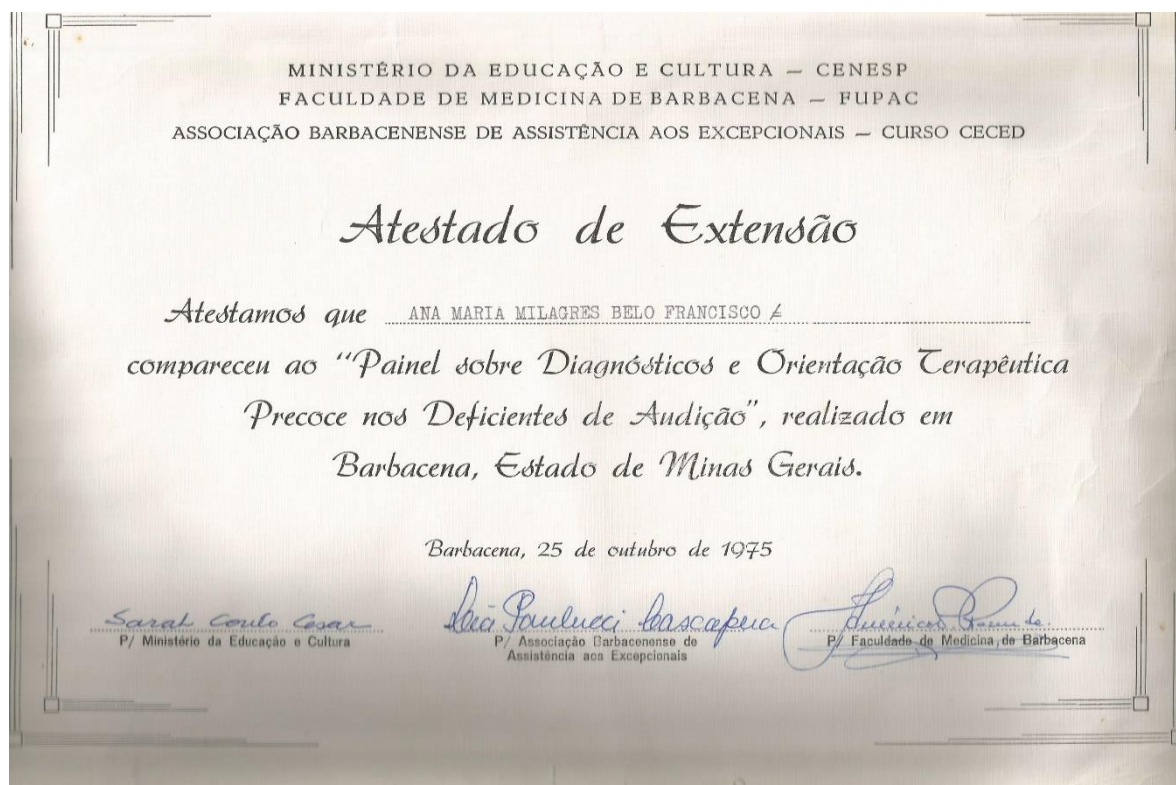 MINISTÉRIO DA EDUCAÇÃO E CULTURA — CENESP
FACULDADE DE MEDICINA DE BARBACENA — FUPAC
ASSOCIAÇÃO BARBACENENSE DE ASSISTÊNCIA AOS EXCEPCIONAIS — CURSO CECED
Atestado de Extensão
Atestamos que ANA MARIA MILAGRES BELO FRANCISCO
compareceu ao “Painel sobre Diagnósticos e Orientação Terapêutica
Precoce nos Deficientes de Audição”, realizado em
Barbacena, Estado de Minas Gerais.
Barbacena, 25 de outubro de 1975
Sarah Couto Cesar
P/ Ministério da Educação e Cultura
Paulucci
P/ Associação Barbacenense de
Assistência aos Excepcionais
P/ Faculdade de Medicina de Barbacena